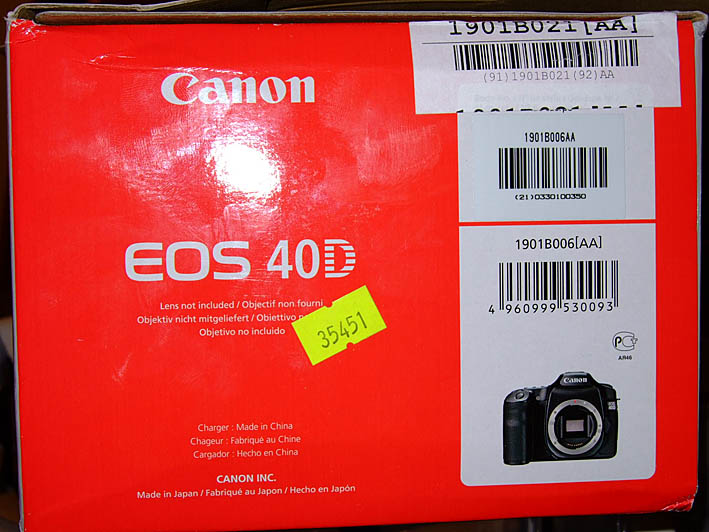 1901B021[AA]
(91)1901B021(92)AA
Canon
1901B006AA
(21)0330100350
EOS 40D
1901B006[AA]
4 960999 530093
Lens not included / Objectif non fourni
Objektiv nicht mitgeliefert / Obiettivo
Objetivo no incluido
35451
AЯ46
Canon
Charger : Made in China
Chageur : Fabriqué au Chine
Cargador : Hecho en China
CANON INC.
Made in Japan / Fabriqué au Japon / Hecho en Japón